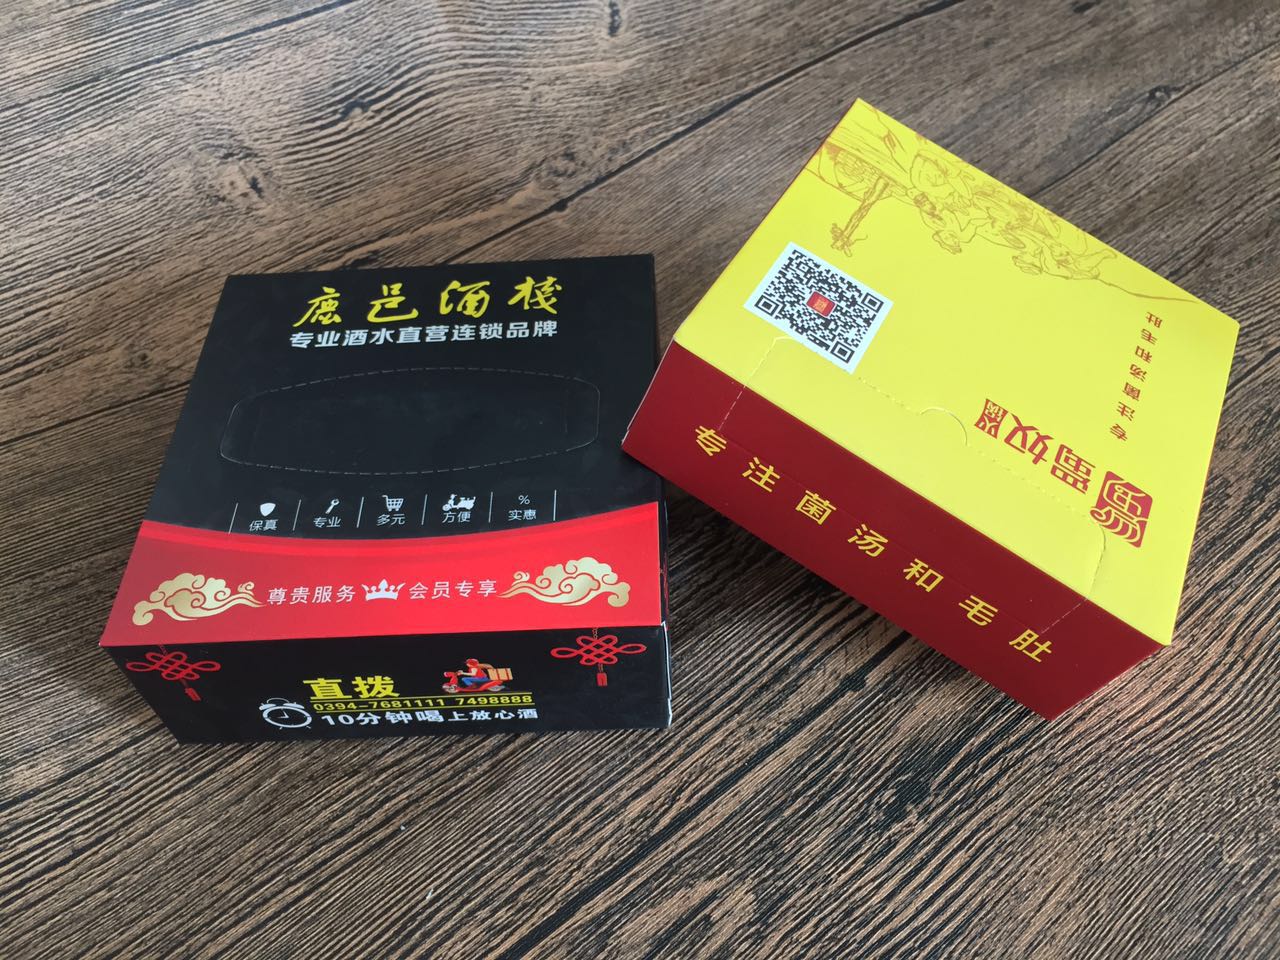 鹿邑酒栈
专业酒水直营连锁品牌
保真 专业 多元 方便 实惠
%
尊贵服务 会员专享
直拨
0394-7681111 7498888
10分钟喝上放心酒
专注菌汤和毛肚
蜀奴
专注菌汤和毛肚